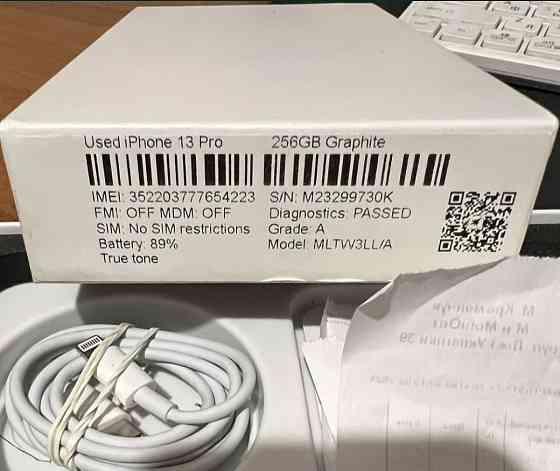 Used iPhone 13 Pro 256GB Graphite
IMEI: 352203777654223 S/N: M23299730K
FMI: OFF MDM: OFF Diagnostics: PASSED
SIM: No SIM restrictions Grade: A
Battery: 89% Model: MLTW3LL/A
True tone
М Кременчук